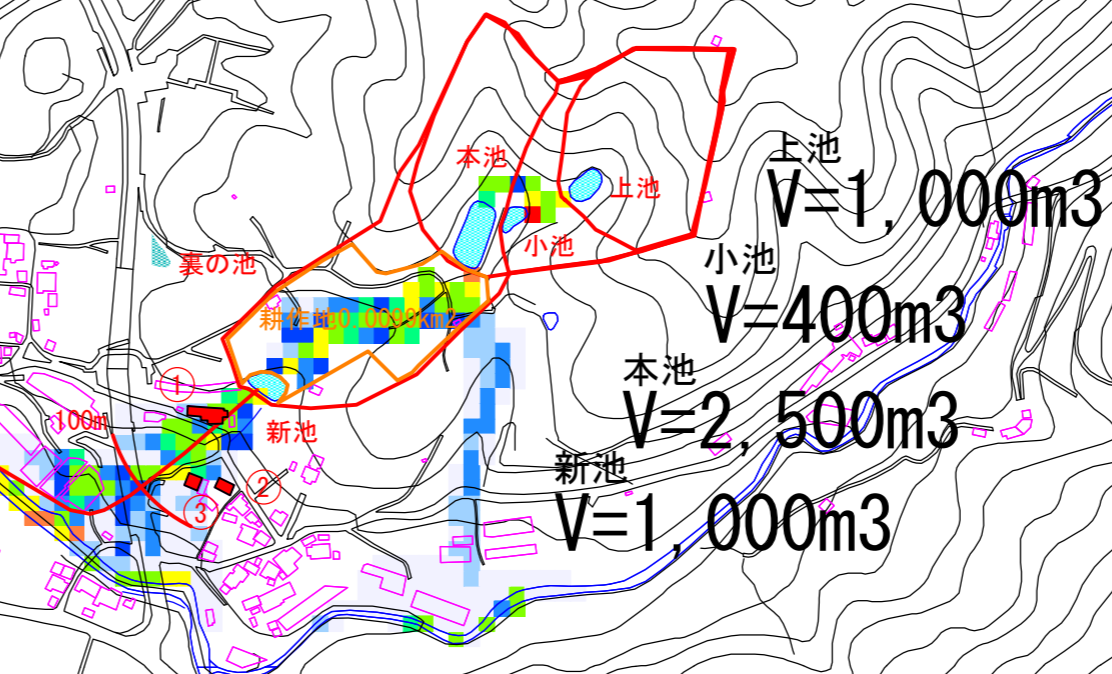 上池
V=1,000m3
本池
上池
小池
小池
V=400m3
裏の池
耕作地0.0099km2
本池
V=2,500m3
①
100m
新池
新池
V=1,000m3
②
③